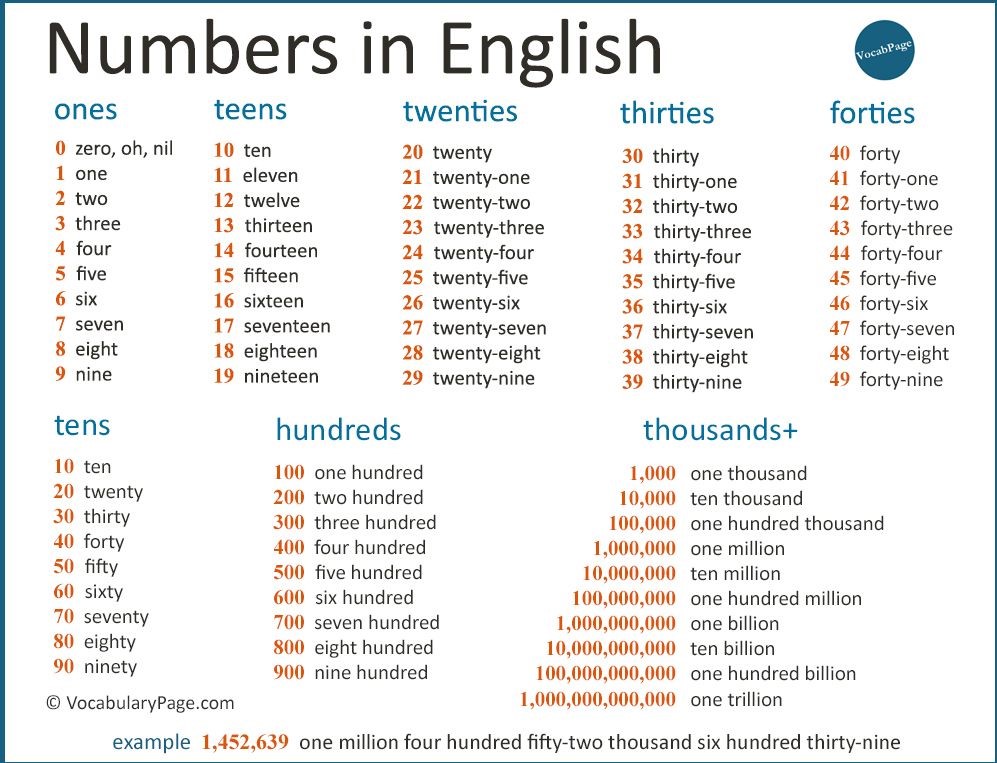 Numbers in English
VocabPage
ones
0 zero, oh, nil
1 one
2 two
3 three
4 four
5 five
6 six
7 seven
8 eight
9 nine
teens
10 ten
11 eleven
12 twelve
13 thirteen
14 fourteen
15 fifteen
16 sixteen
17 seventeen
18 eighteen
19 nineteen
twenties
20 twenty
21 twenty-one
22 twenty-two
23 twenty-three
24 twenty-four
25 twenty-five
26 twenty-six
27 twenty-seven
28 twenty-eight
29 twenty-nine
thirties
30 thirty
31 thirty-one
32 thirty-two
33 thirty-three
34 thirty-four
35 thirty-five
36 thirty-six
37 thirty-seven
38 thirty-eight
39 thirty-nine
forties
40 forty
41 forty-one
42 forty-two
43 forty-three
44 forty-four
45 forty-five
46 forty-six
47 forty-seven
48 forty-eight
49 forty-nine
tens
10 ten
20 twenty
30 thirty
40 forty
50 fifty
60 sixty
70 seventy
80 eighty
90 ninety
hundreds
100 one hundred
200 two hundred
300 three hundred
400 four hundred
500 five hundred
600 six hundred
700 seven hundred
800 eight hundred
900 nine hundred
thousands+
1,000 one thousand
10,000 ten thousand
100,000 one hundred thousand
1,000,000 one million
10,000,000 ten million
100,000,000 one hundred million
1,000,000,000 one billion
10,000,000,000 ten billion
100,000,000,000 one hundred billion
1,000,000,000,000 one trillion
© VocabularyPage.com
example 1,452,639 one million four hundred fifty-two thousand six hundred thirty-nine